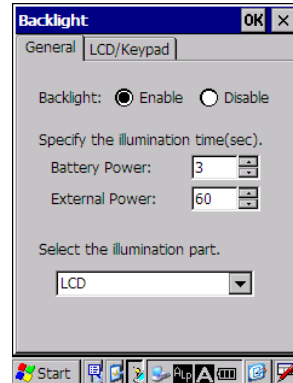 Backlight OK ×
General LCD/Keypad
Backlight: Enable Disable
Specify the illumination time(sec).
Battery Power: 3
External Power: 60
Select the illumination part.
LCD
Start ALp A